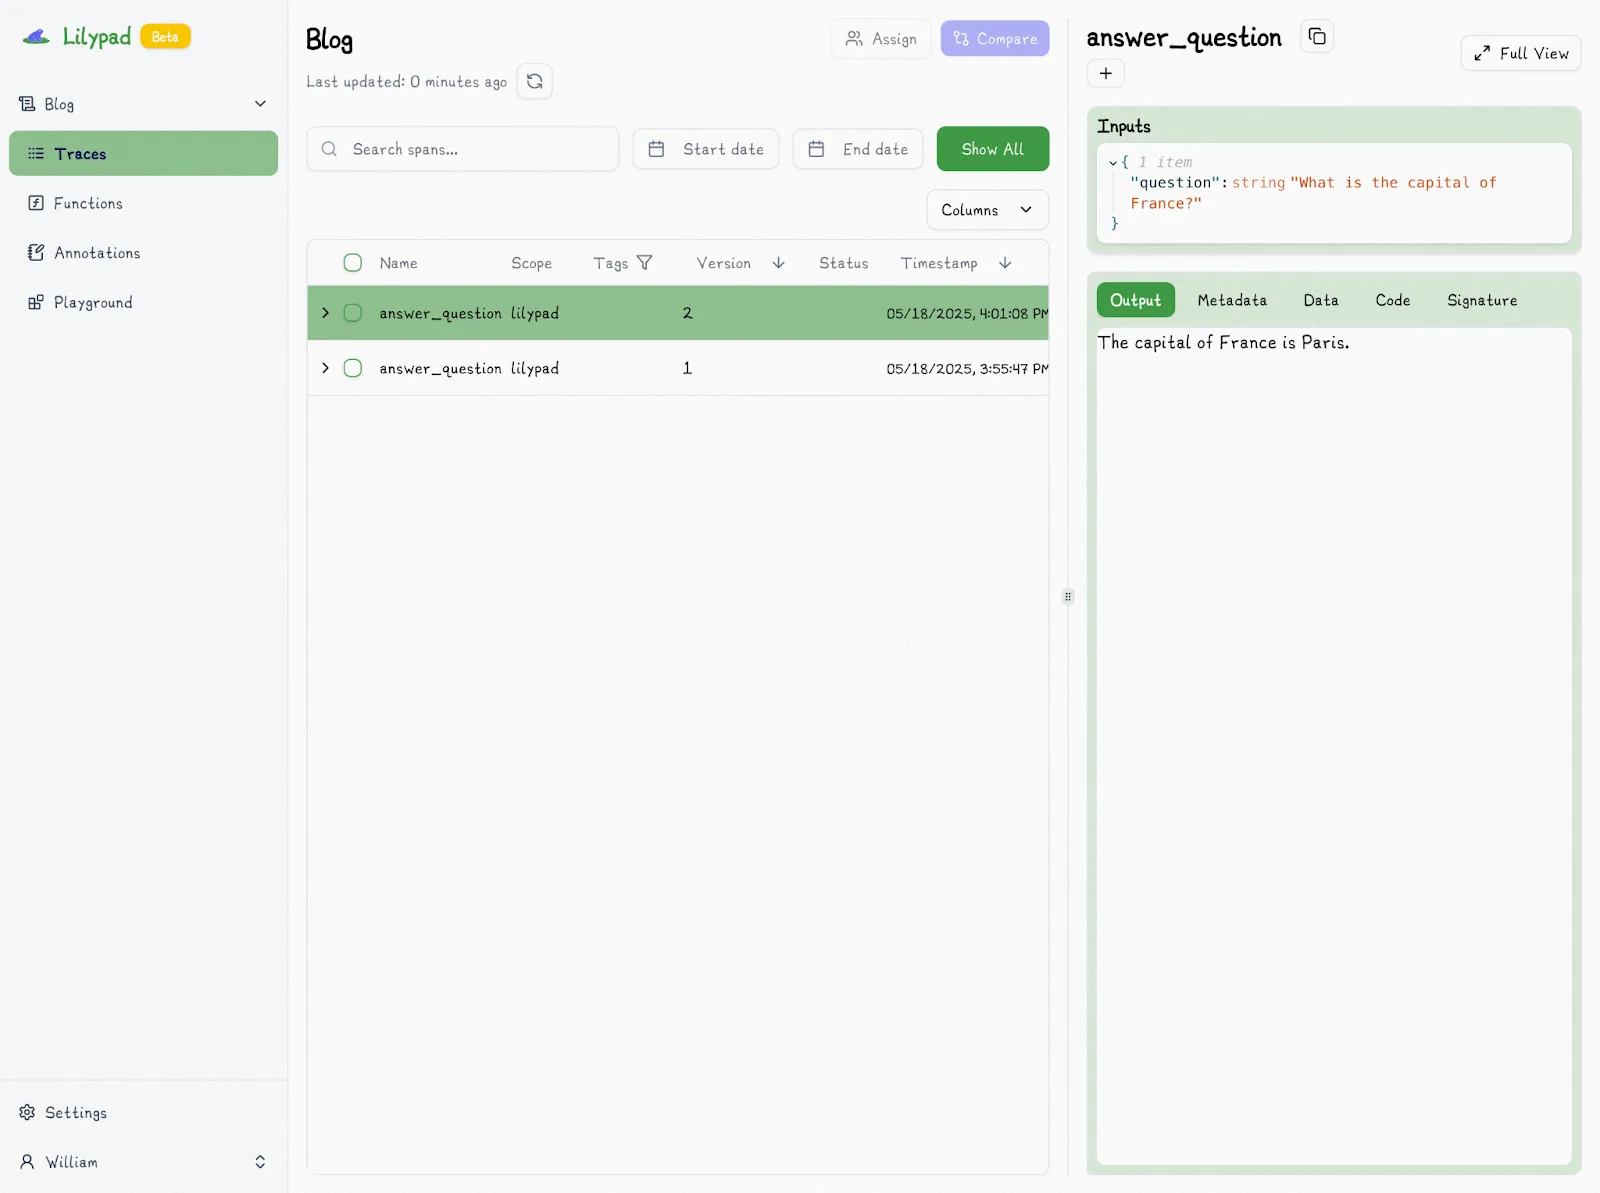 Lilypad Beta
Blog
Traces
Functions
Annotations
Playground
Settings
William
Blog
Assign
Compare
Last updated: 0 minutes ago
Search spans...
Start date
End date
Show All
Columns
Name Scope Tags Version Status Timestamp
answer_question lilypad 2 05/18/2025, 4:01:08 PM
answer_question lilypad 1 05/18/2025, 3:55:47 PM
answer_question
Full View
Inputs
{ 1 item
"question": string "What is the capital of
France?"
}
Output Metadata Data Code Signature
The capital of France is Paris.